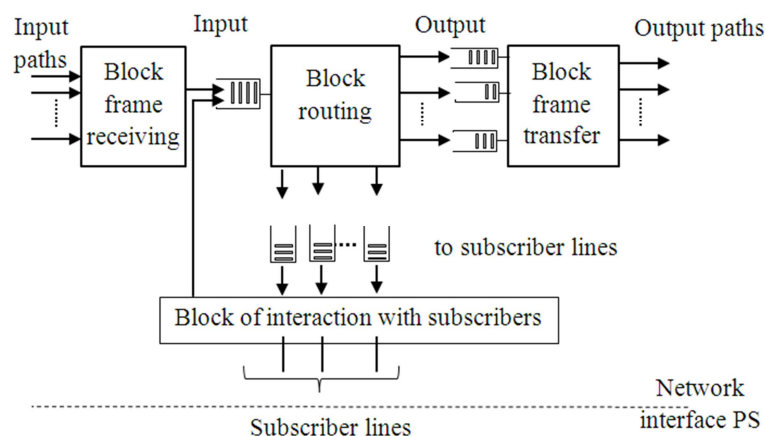 Input
paths
Input
Output
Output paths
Block
frame
receiving
Block
routing
Block
frame
transfer
to subscriber lines
Block of interaction with subscribers
Network
interface PS
Subscriber lines